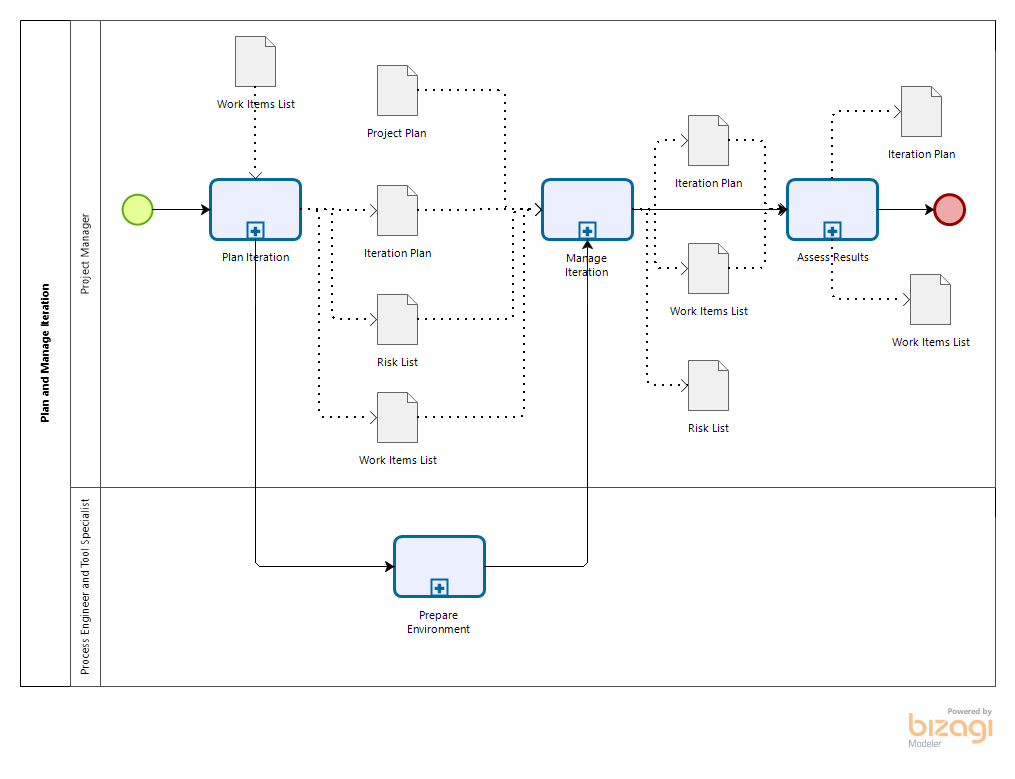 Plan and Manage Iteration
Project Manager
Work Items List
Project Plan
Iteration Plan
Iteration Plan
Plan Iteration
Iteration Plan
Manage
Iteration
Assess Results
Work Items List
Risk List
Work Items List
Risk List
Work Items List
Iteration Plan
Process Engineer and Tool Specialist
Prepare
Environment
Powered by
bizagi
Modeler